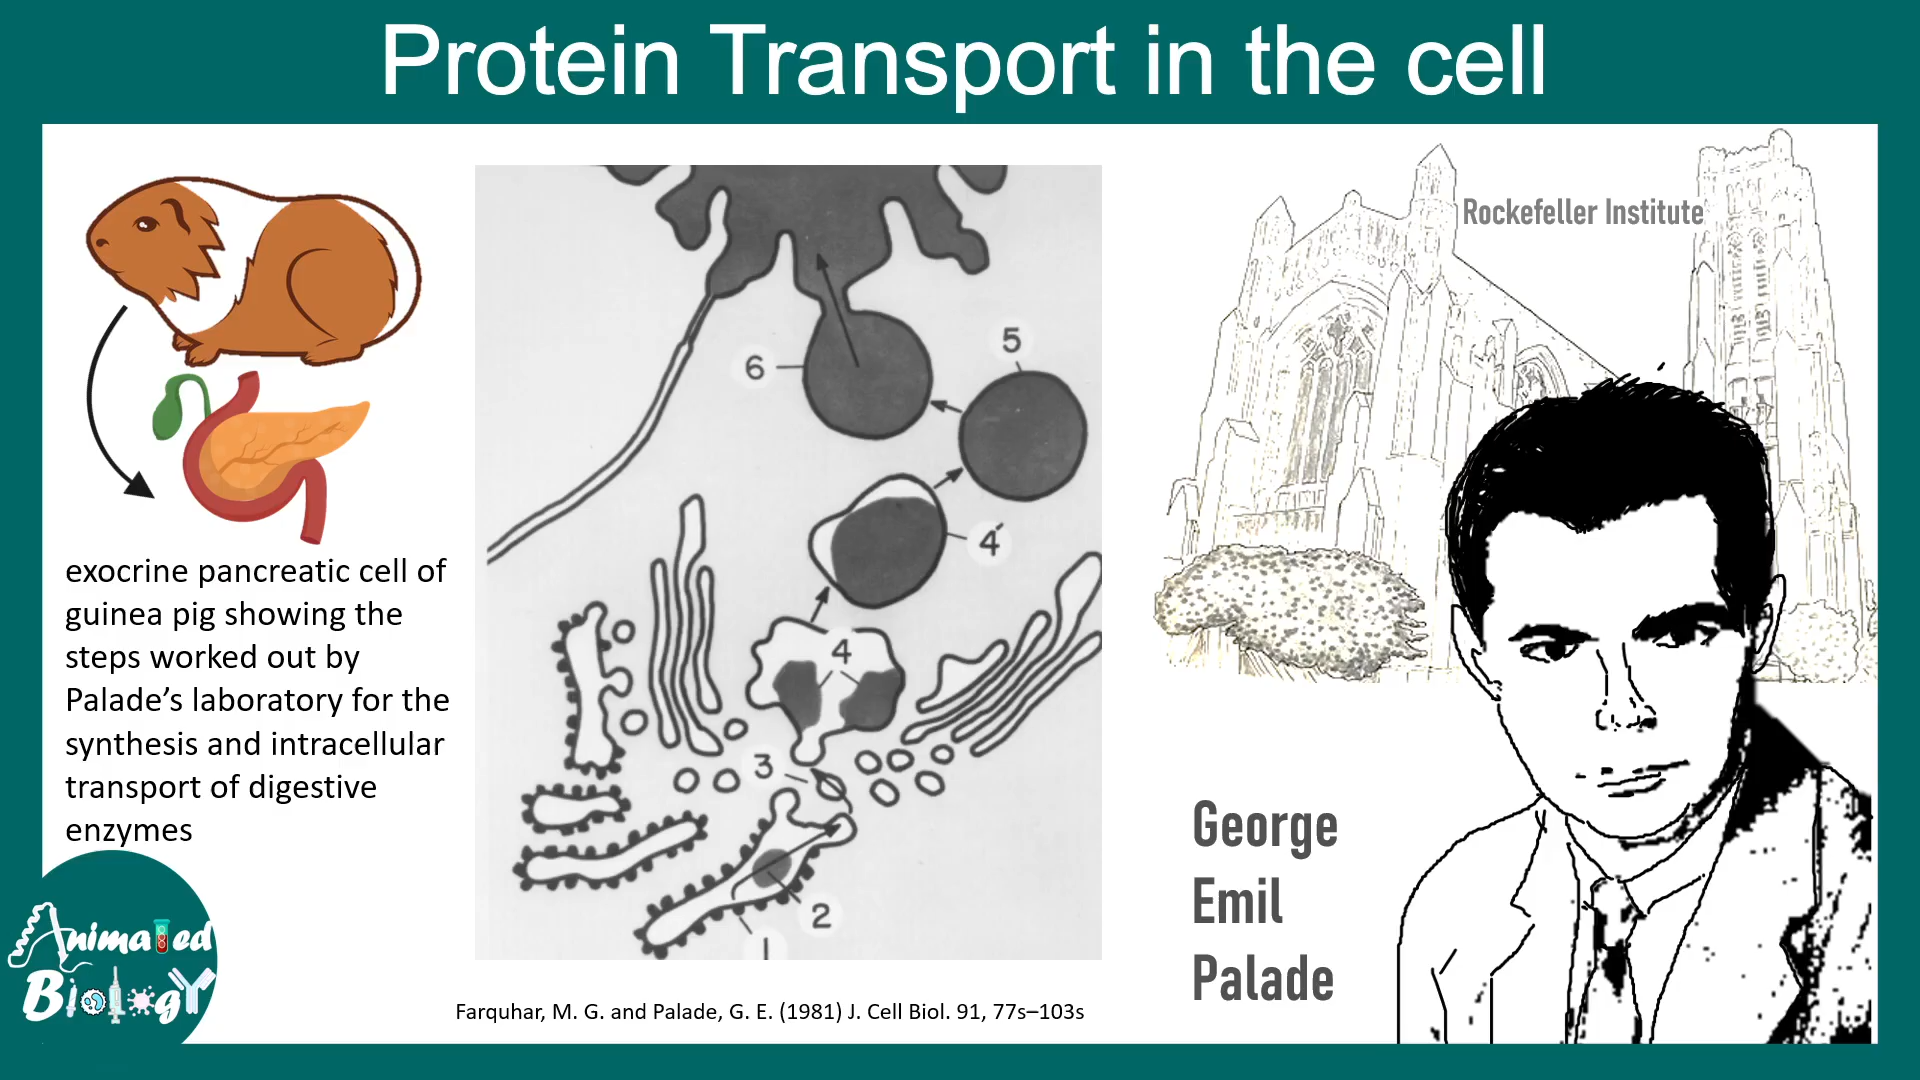 Protein Transport in the cell
exocrine pancreatic cell of
guinea pig showing the
steps worked out by
Palade’s laboratory for the
synthesis and intracellular
transport of digestive
enzymes
Animated
Biology
6
5
4'
4
3
2
1
Farquhar, M. G. and Palade, G. E. (1981) J. Cell Biol. 91, 77s–103s
Rockefeller Institute
George
Emil
Palade